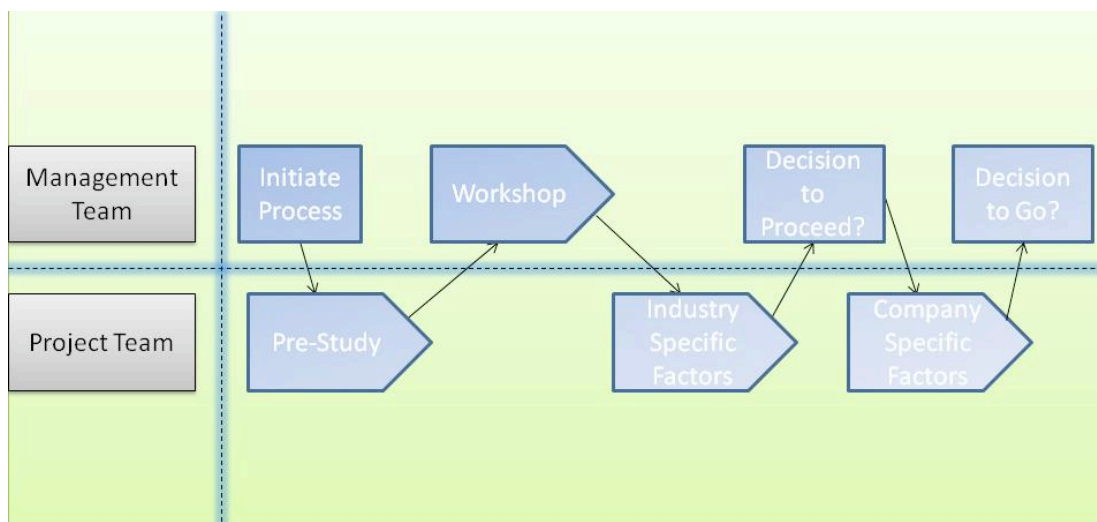 Management
Team
Initiate
Process
Workshop
Decision
to
Proceed?
Decision
to Go?
Project Team
Pre-Study
Industry
Specific
Factors
Company
Specific
Factors